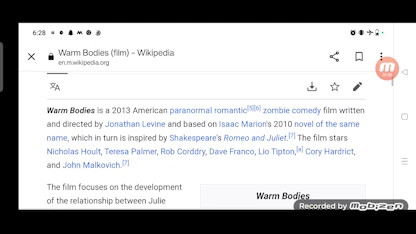 6:28
Warm Bodies (film) – Wikipedia
en.m.wikipedia.org
Warm Bodies is a 2013 American paranormal romantic[5][6] zombie comedy film written
and directed by Jonathan Levine and based on Isaac Marion's 2010 novel of the same
name, which in turn is inspired by Shakespeare's Romeo and Juliet.[7] The film stars
Nicholas Hoult, Teresa Palmer, Rob Corddry, Dave Franco, Lio Tipton,[a] Cory Hardrict,
and John Malkovich.[7]
The film focuses on the development
of the relationship between Julie
Warm Bodies
Recorded by Mobizen